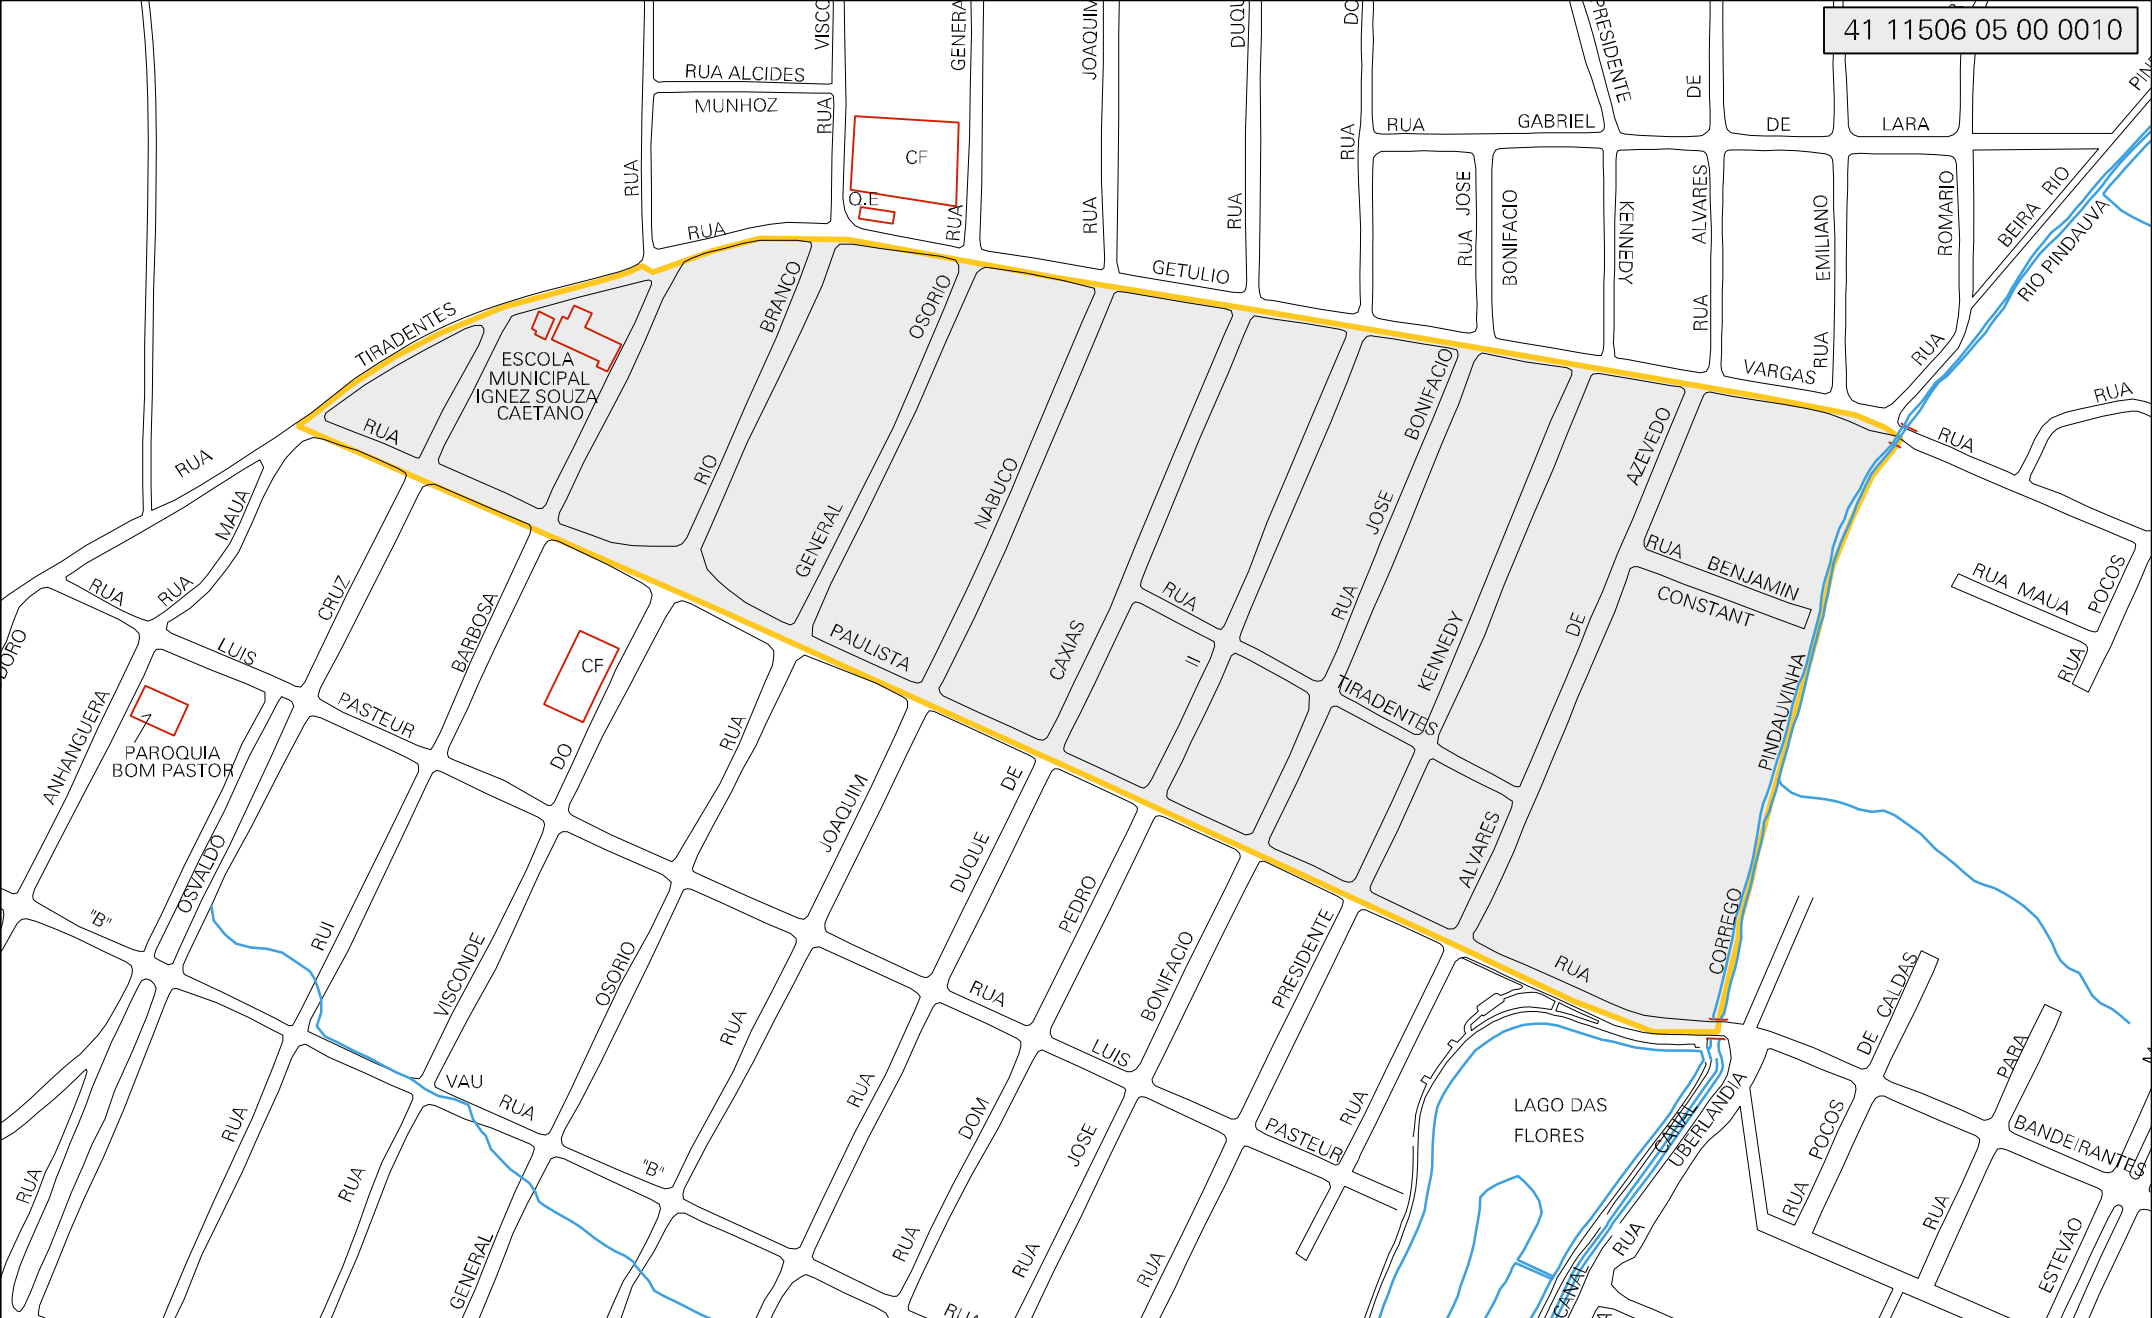 41 11506 05 00 0010
VISCO
GENERA
JOAQUIM
DUQU
DO
PRESIDENTE
DE
PIN
RUA ALCIDES
MUNHOZ
RUA
CF
O.E
RUA
RUA
RUA
RUA
RUA
RUA
RUA
GABRIEL
DE
LARA
RUA JOSE
BONIFACIO
KENNEDY
RUA
ALVARES
RUA
EMILIANO
ROMARIO
BEIRA RIO
RIO PINDAUVA
RUA
GETULIO
VARGAS
RUA
RUA
TIRADENTES
ESCOLA
MUNICIPAL
IGNEZ SOUZA
CAETANO
RUA
RUA
RIO
BRANCO
GENERAL
OSORIO
NABUCO
PAULISTA
CAXIAS
RUA
II
RUA
JOSE
BONIFACIO
TIRADENTES
KENNEDY
ALVARES
DE
AZEVEDO
RUA
BENJAMIN
CONSTANT
RUA
CORREGO
PINDAUVINHA
RUA
RUA MAUA
POCOS
RUA
MAUA
RUA
RUA
DORO
LUIS
CRUZ
PASTEUR
BARBOSA
DO
CF
RUA
JOAQUIM
DUQUE
DE
PEDRO
BONIFACIO
PRESIDENTE
ANHANGUERA
PAROQUIA
BOM PASTOR
OSVALDO
"B"
RUI
VISCONDE
OSORIO
RUA
RUA
RUA
LUIS
PASTEUR
RUA
VAU
RUA
"B"
RUA
RUA
RUA
GENERAL
DOM
RUA
JOSE
RUA
RUA
RUA
LAGO DAS
FLORES
CANAL
UBERLANDIA
RUA
CANAL
POCOS
RUA
DE CALDAS
PARA
BANDEIRANTES
RUA
ESTEVÃO